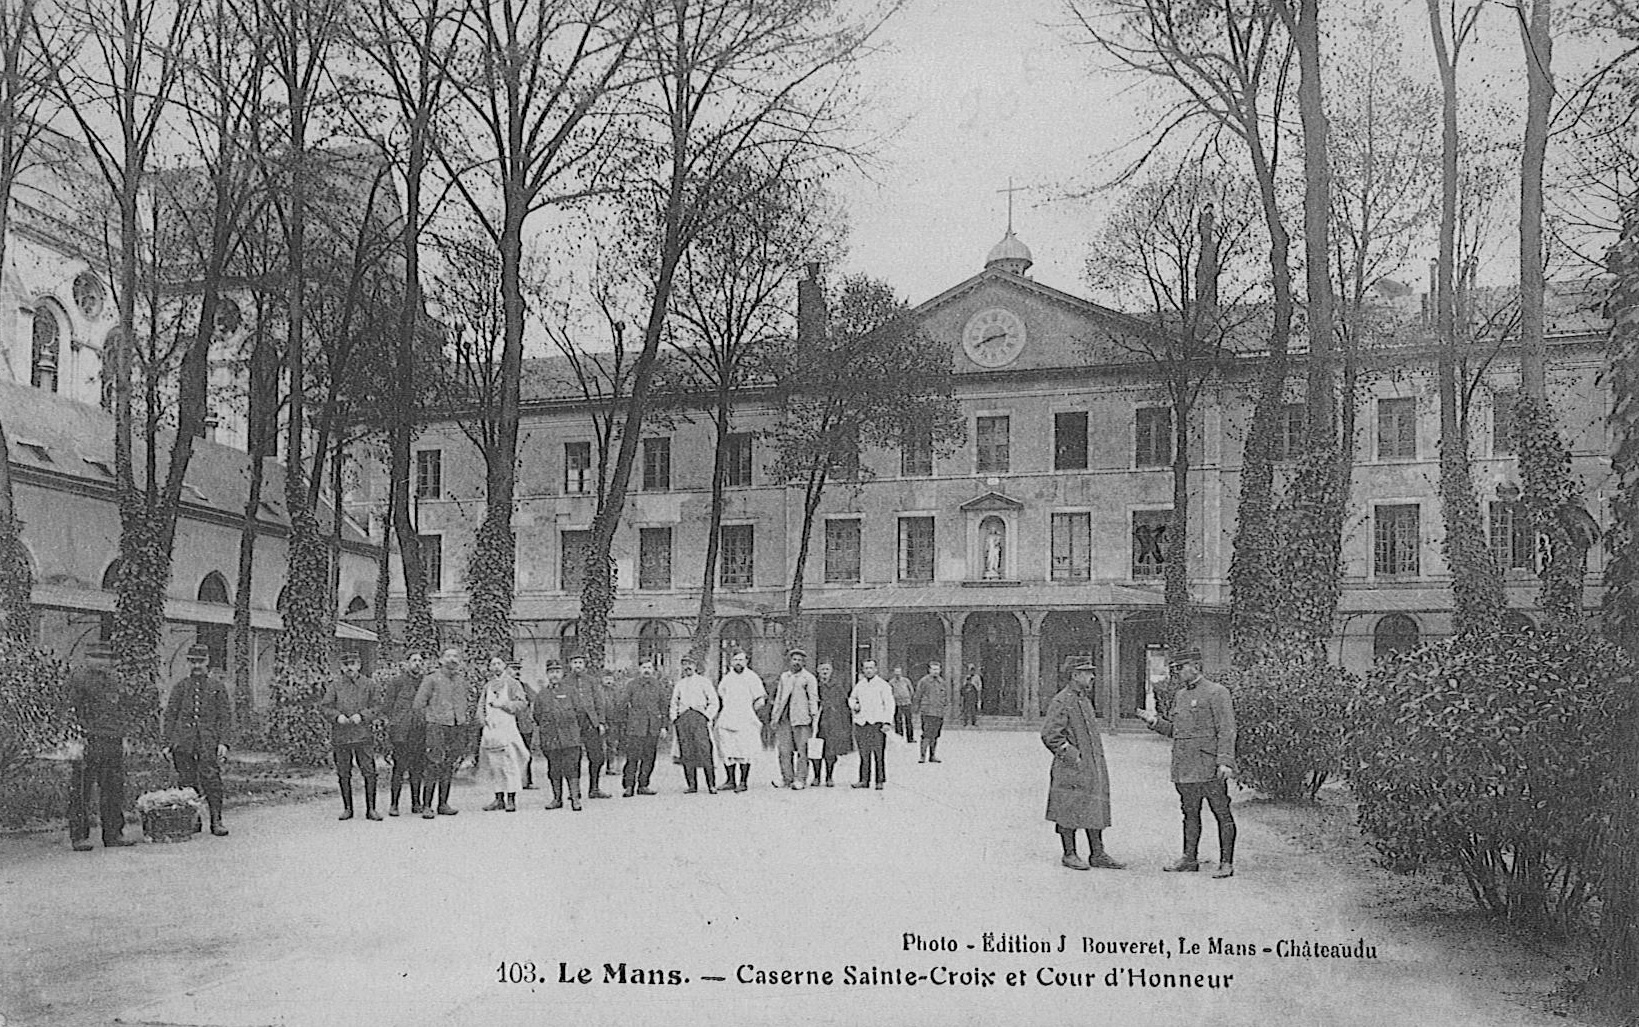 Photo - Édition J Bouveret, Le Mans - Châteaudu
103. Le Mans. — Caserne Sainte-Croix et Cour d'Honneur